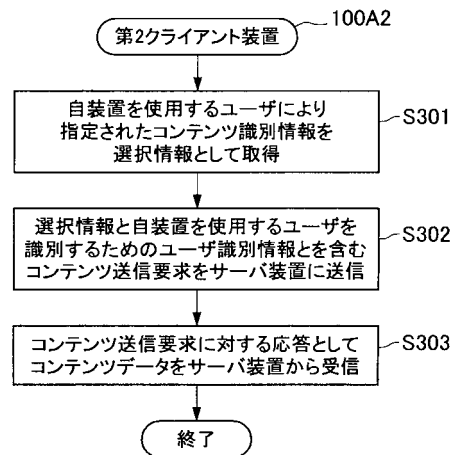 第2クライアント装置
100A2
自装置を使用するユーザにより
指定されたコンテンツ識別情報を
選択情報として取得
S301
選択情報と自装置を使用するユーザを
識別するためのユーザ識別情報とを含む
コンテンツ送信要求をサーバ装置に送信
S302
コンテンツ送信要求に対する応答として
コンテンツデータをサーバ装置から受信
S303
終了